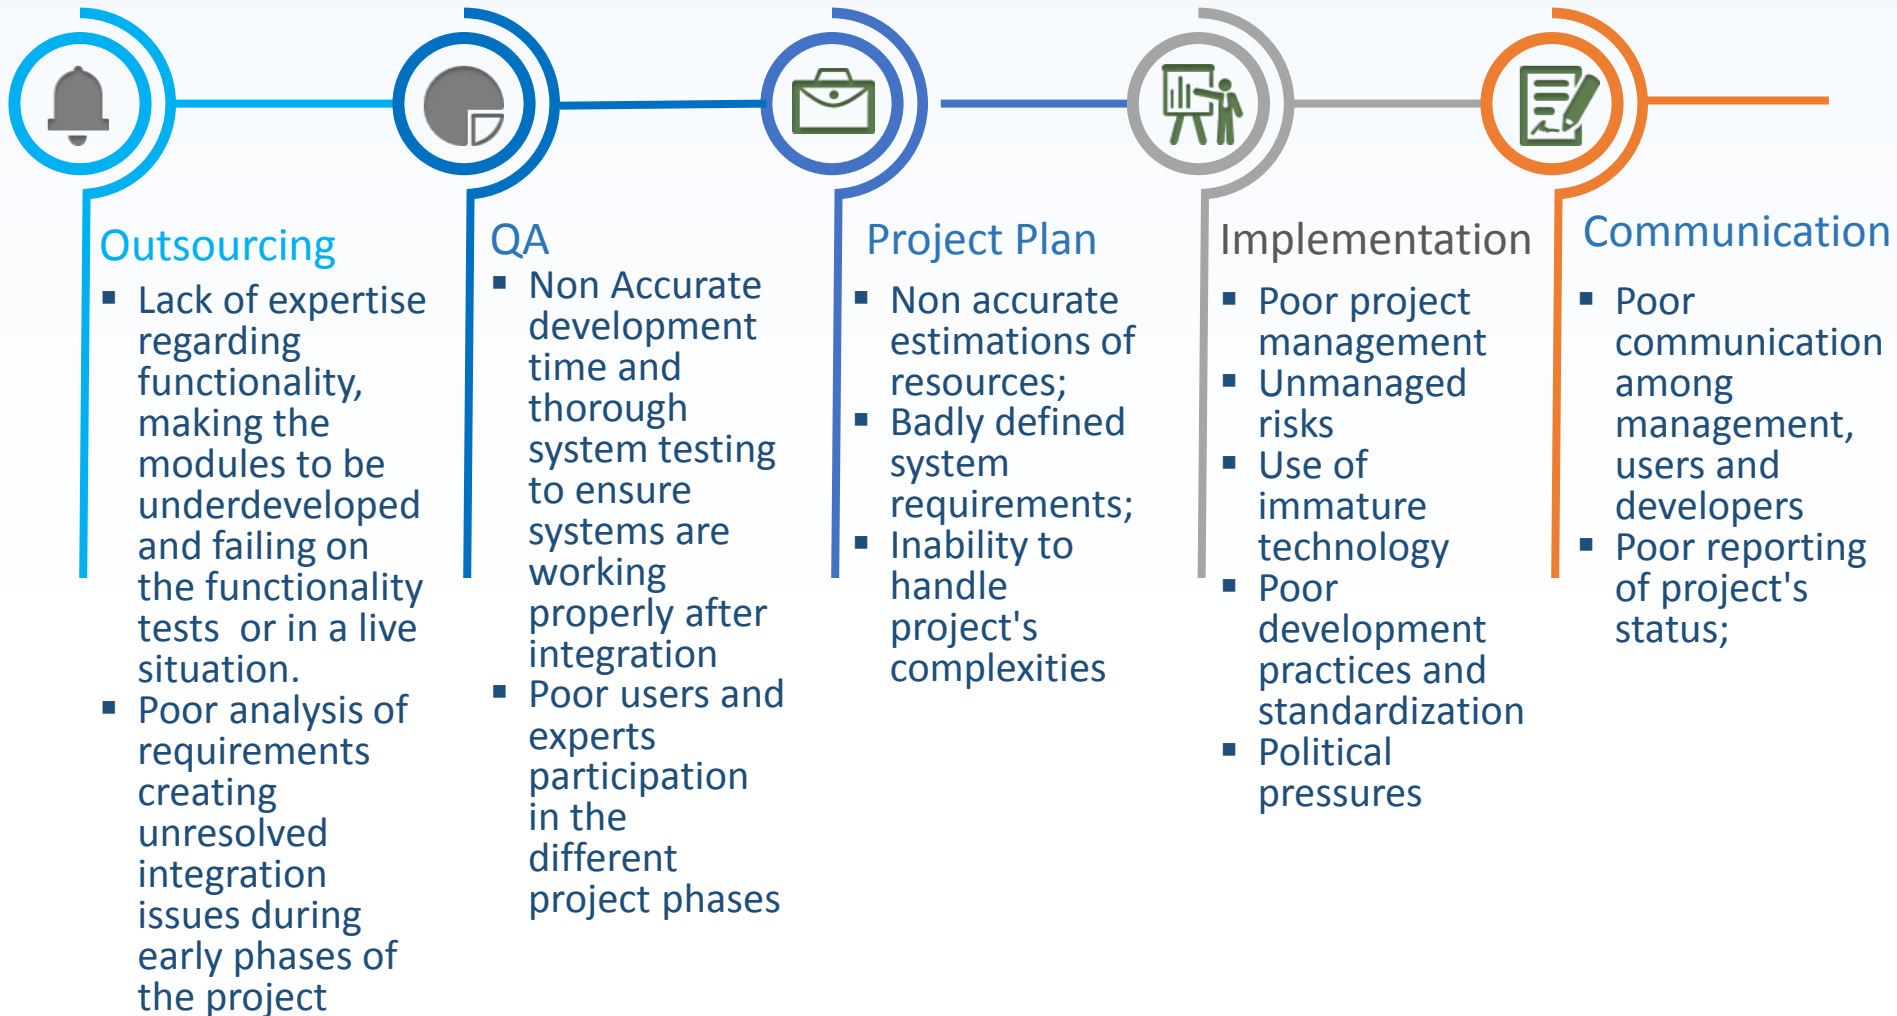 Outsourcing
▪ Lack of expertise
regarding
functionality,
making the
modules to be
underdeveloped
and failing on
the functionality
tests  or in a live
situation.
▪ Poor analysis of
requirements
creating
unresolved
integration
issues during
early phases of
the project
QA
▪ Non Accurate
development
time and
thorough
system testing
to ensure
systems are
working
properly after
integration
▪ Poor users and
experts
participation
in the
different
project phases
Project Plan
▪ Non accurate
estimations of
resources;
▪ Badly defined
system
requirements;
▪ Inability to
handle
project's
complexities
Implementation
▪ Poor project
management
▪ Unmanaged
risks
▪ Use of
immature
technology
▪ Poor
development
practices and
standardization
▪ Political
pressures
Communication
▪ Poor
communication
among
management,
users and
developers
▪ Poor reporting
of project's
status;